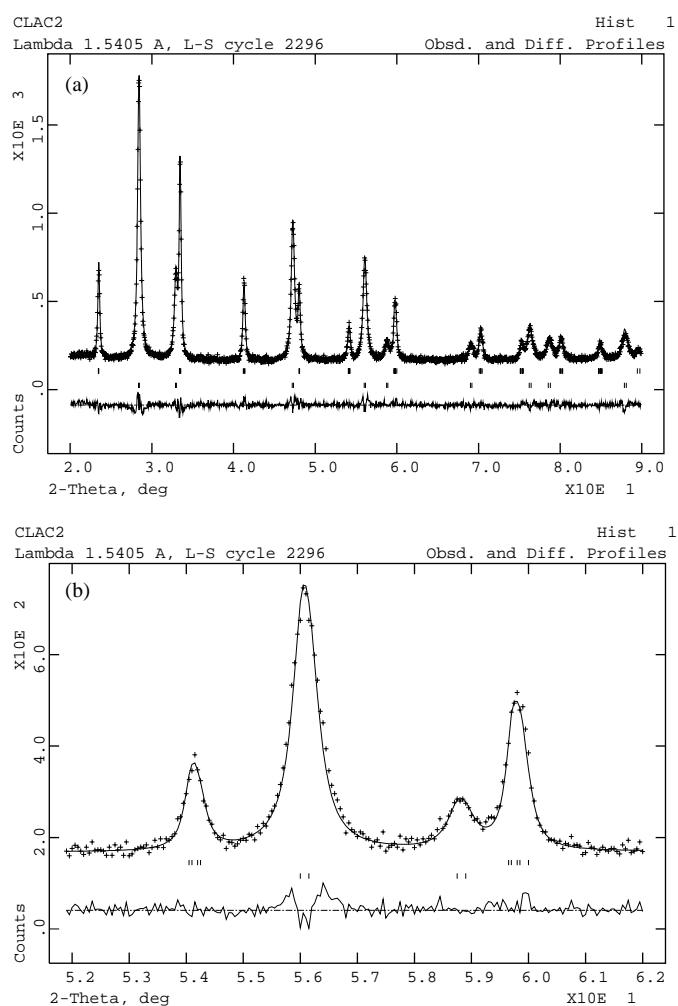 CLAC2 Hist 1
Lambda 1.5405 A, L-S cycle 2296 Obsd. and Diff. Profiles
(a)
X10E 3
1.5
1.0
.5
.0
Counts
2.0 3.0 4.0 5.0 6.0 7.0 8.0 9.0
2-Theta, deg X10E 1
CLAC2 Hist 1
Lambda 1.5405 A, L-S cycle 2296 Obsd. and Diff. Profiles
(b)
X10E 2
6.0
4.0
2.0
.0
Counts
5.2 5.3 5.4 5.5 5.6 5.7 5.8 5.9 6.0 6.1 6.2
2-Theta, deg X10E 1